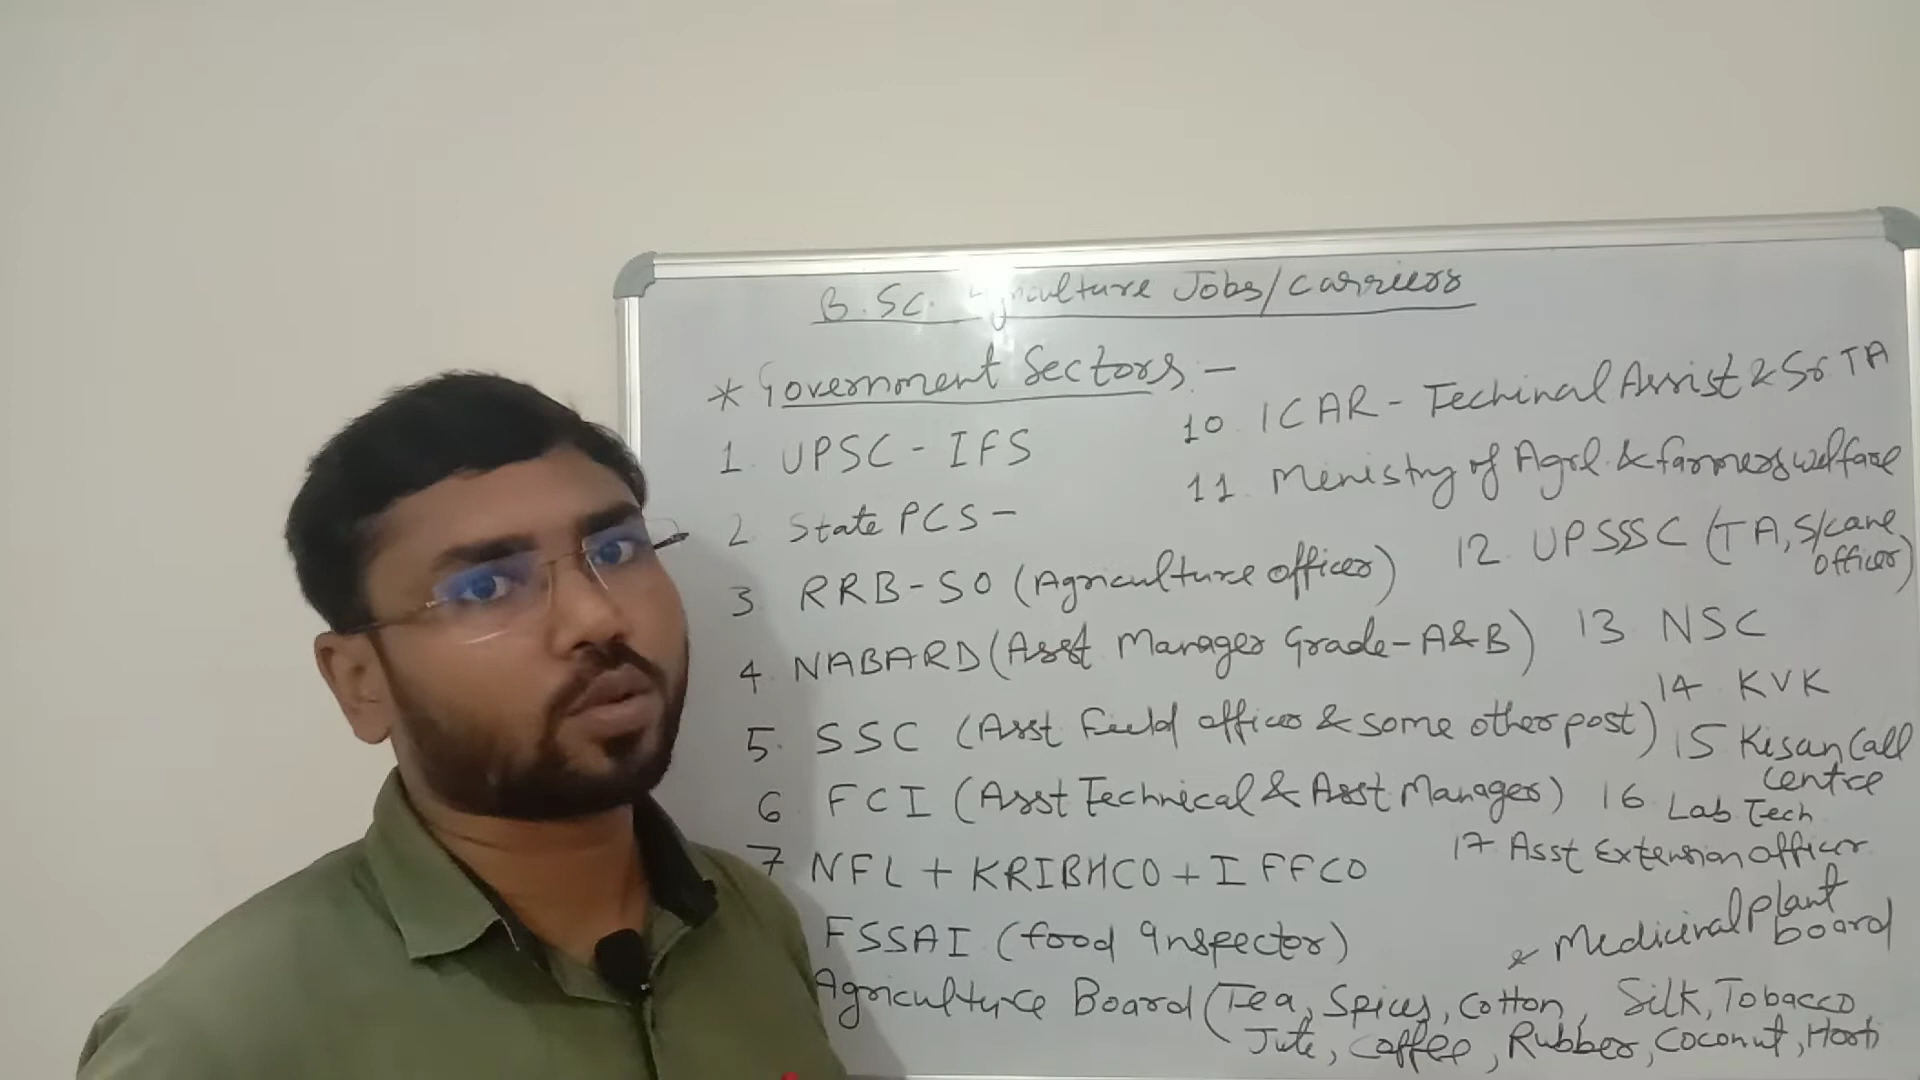 B.Sc. Agriculture Jobs/carriers
* Government Sectors :-
1. UPSC - IFS
2 State PCS -
3 RRB-SO (Agriculture officer)
4. NABARD (Asst Manager Grade-A&B)
5. SSC (Asst Field officer & some other post)
6 FCI (Asst Technical & Asst Manager)
7 NFL + KRIBHCO + IFFCO
FSSAI (food Inspector)
Agriculture Board (Tea, Spices, Cotton, Silk, Tobacco,
Jute, Coffee, Rubber, Coconut, Horti
10 ICAR - Techinal Assist & Sr TA
11. Menistry of Agril. & farmers welfare
12 UPSSSC (TA, S/cane
officer)
13 NSC
14 KVK
15 Kisan Call
Centre
16 Lab Tech
17 Asst Extension officer
* Medicinal plant
board